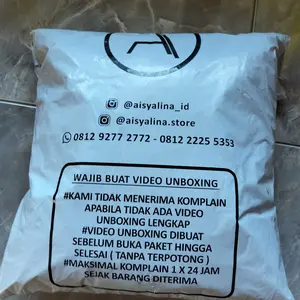 A
@aisyalina_id
@aisyalina.store
0812 9277 2772 - 0812 2225 5353
WAJIB BUAT VIDEO UNBOXING
#KAMI TIDAK MENERIMA KOMPLAIN
APABILA TIDAK ADA VIDEO
UNBOXING LENGKAP
#VIDEO UNBOXING DIBUAT
SEBELUM BUKA PAKET HINGGA
SELESAI ( TANPA TERPOTONG )
#MAKSIMAL KOMPLAIN 1 X 24 JAM
SEJAK BARANG DITERIMA